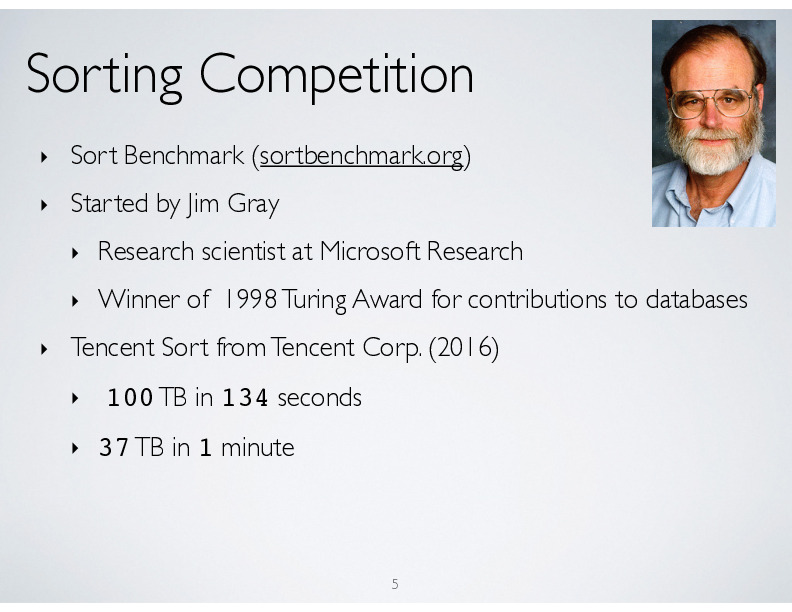 Sorting Competition
‣ Sort Benchmark (sortbenchmark.org)
‣ Started by Jim Gray
‣ Research scientist at Microsoft Research
‣ Winner of 1998 Turing Award for contributions to databases
‣ Tencent Sort from Tencent Corp. (2016)
‣ 100 TB in 134 seconds
‣ 37 TB in 1 minute
5